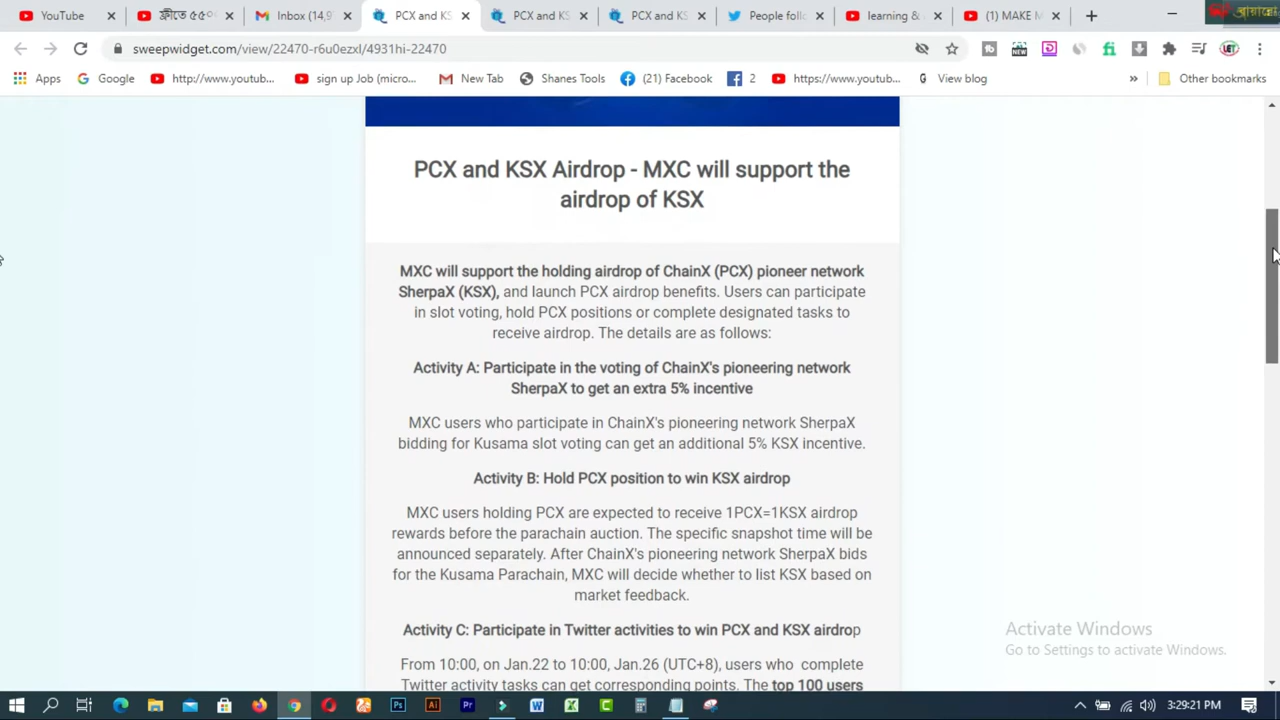 YouTube
Inbox (14,9
PCX and KS
PCX and KS
PCX and KS
People foll
learning &
(1) MAKE M
sweepwidget.com/view/22470-r6u0ezxl/4931hi-22470
Apps
Google
http://www.youtub...
sign up Job (micro...
New Tab
Shanes Tools
(21) Facebook
2
https://www.youtub...
View blog
»
Other bookmarks
PCX and KSX Airdrop - MXC will support the
airdrop of KSX
MXC will support the holding airdrop of ChainX (PCX) pioneer network
SherpaX (KSX), and launch PCX airdrop benefits. Users can participate
in slot voting, hold PCX positions or complete designated tasks to
receive airdrop. The details are as follows:
Activity A: Participate in the voting of ChainX's pioneering network
SherpaX to get an extra 5% incentive
MXC users who participate in ChainX's pioneering network SherpaX
bidding for Kusama slot voting can get an additional 5% KSX incentive.
Activity B: Hold PCX position to win KSX airdrop
MXC users holding PCX are expected to receive 1PCX=1KSX airdrop
rewards before the parachain auction. The specific snapshot time will be
announced separately. After ChainX's pioneering network SherpaX bids
for the Kusama Parachain, MXC will decide whether to list KSX based on
market feedback.
Activity C: Participate in Twitter activities to win PCX and KSX airdrop
From 10:00, on Jan.22 to 10:00, Jan.26 (UTC+8), users who complete
Twitter activity tasks can get corresponding points. The top 100 users
Activate Windows
Go to Settings to activate Windows.
3:29:21 PM